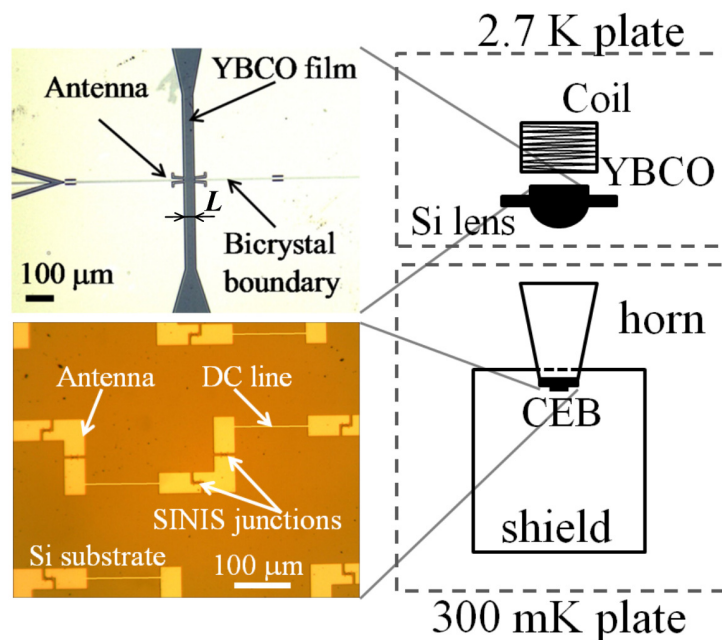 YBCO film
Antenna
L
Bicrystal
boundary
100 μm
Antenna
DC line
SINIS junctions
Si substrate
100 μm
2.7 K plate
Coil
YBCO
Si lens
horn
CEB
shield
300 mK plate